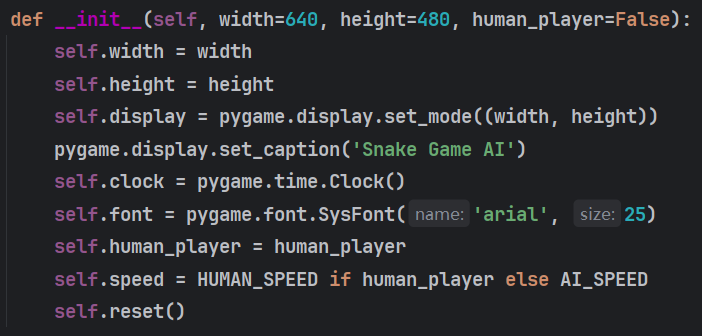 def __init__(self, width=640, height=480, human_player=False):
    self.width = width
    self.height = height
    self.display = pygame.display.set_mode((width, height))
    pygame.display.set_caption('Snake Game AI')
    self.clock = pygame.time.Clock()
    self.font = pygame.font.SysFont( name: 'arial', size: 25)
    self.human_player = human_player
    self.speed = HUMAN_SPEED if human_player else AI_SPEED
    self.reset()